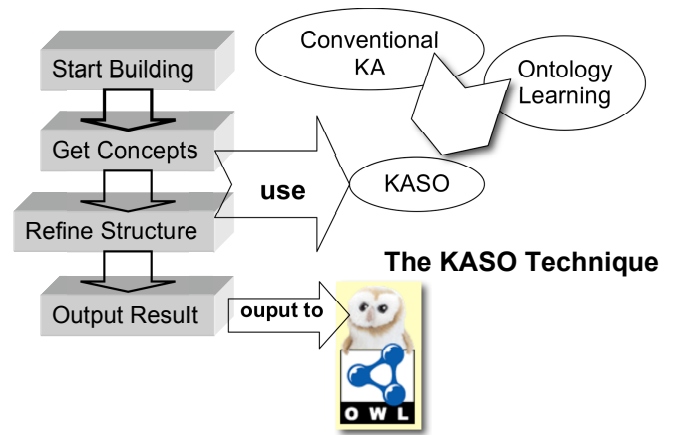 Start Building
Get Concepts
Refine Structure
Output Result
Conventional
KA
Ontology
Learning
use
KASO
The KASO Technique
ouput to
OWL